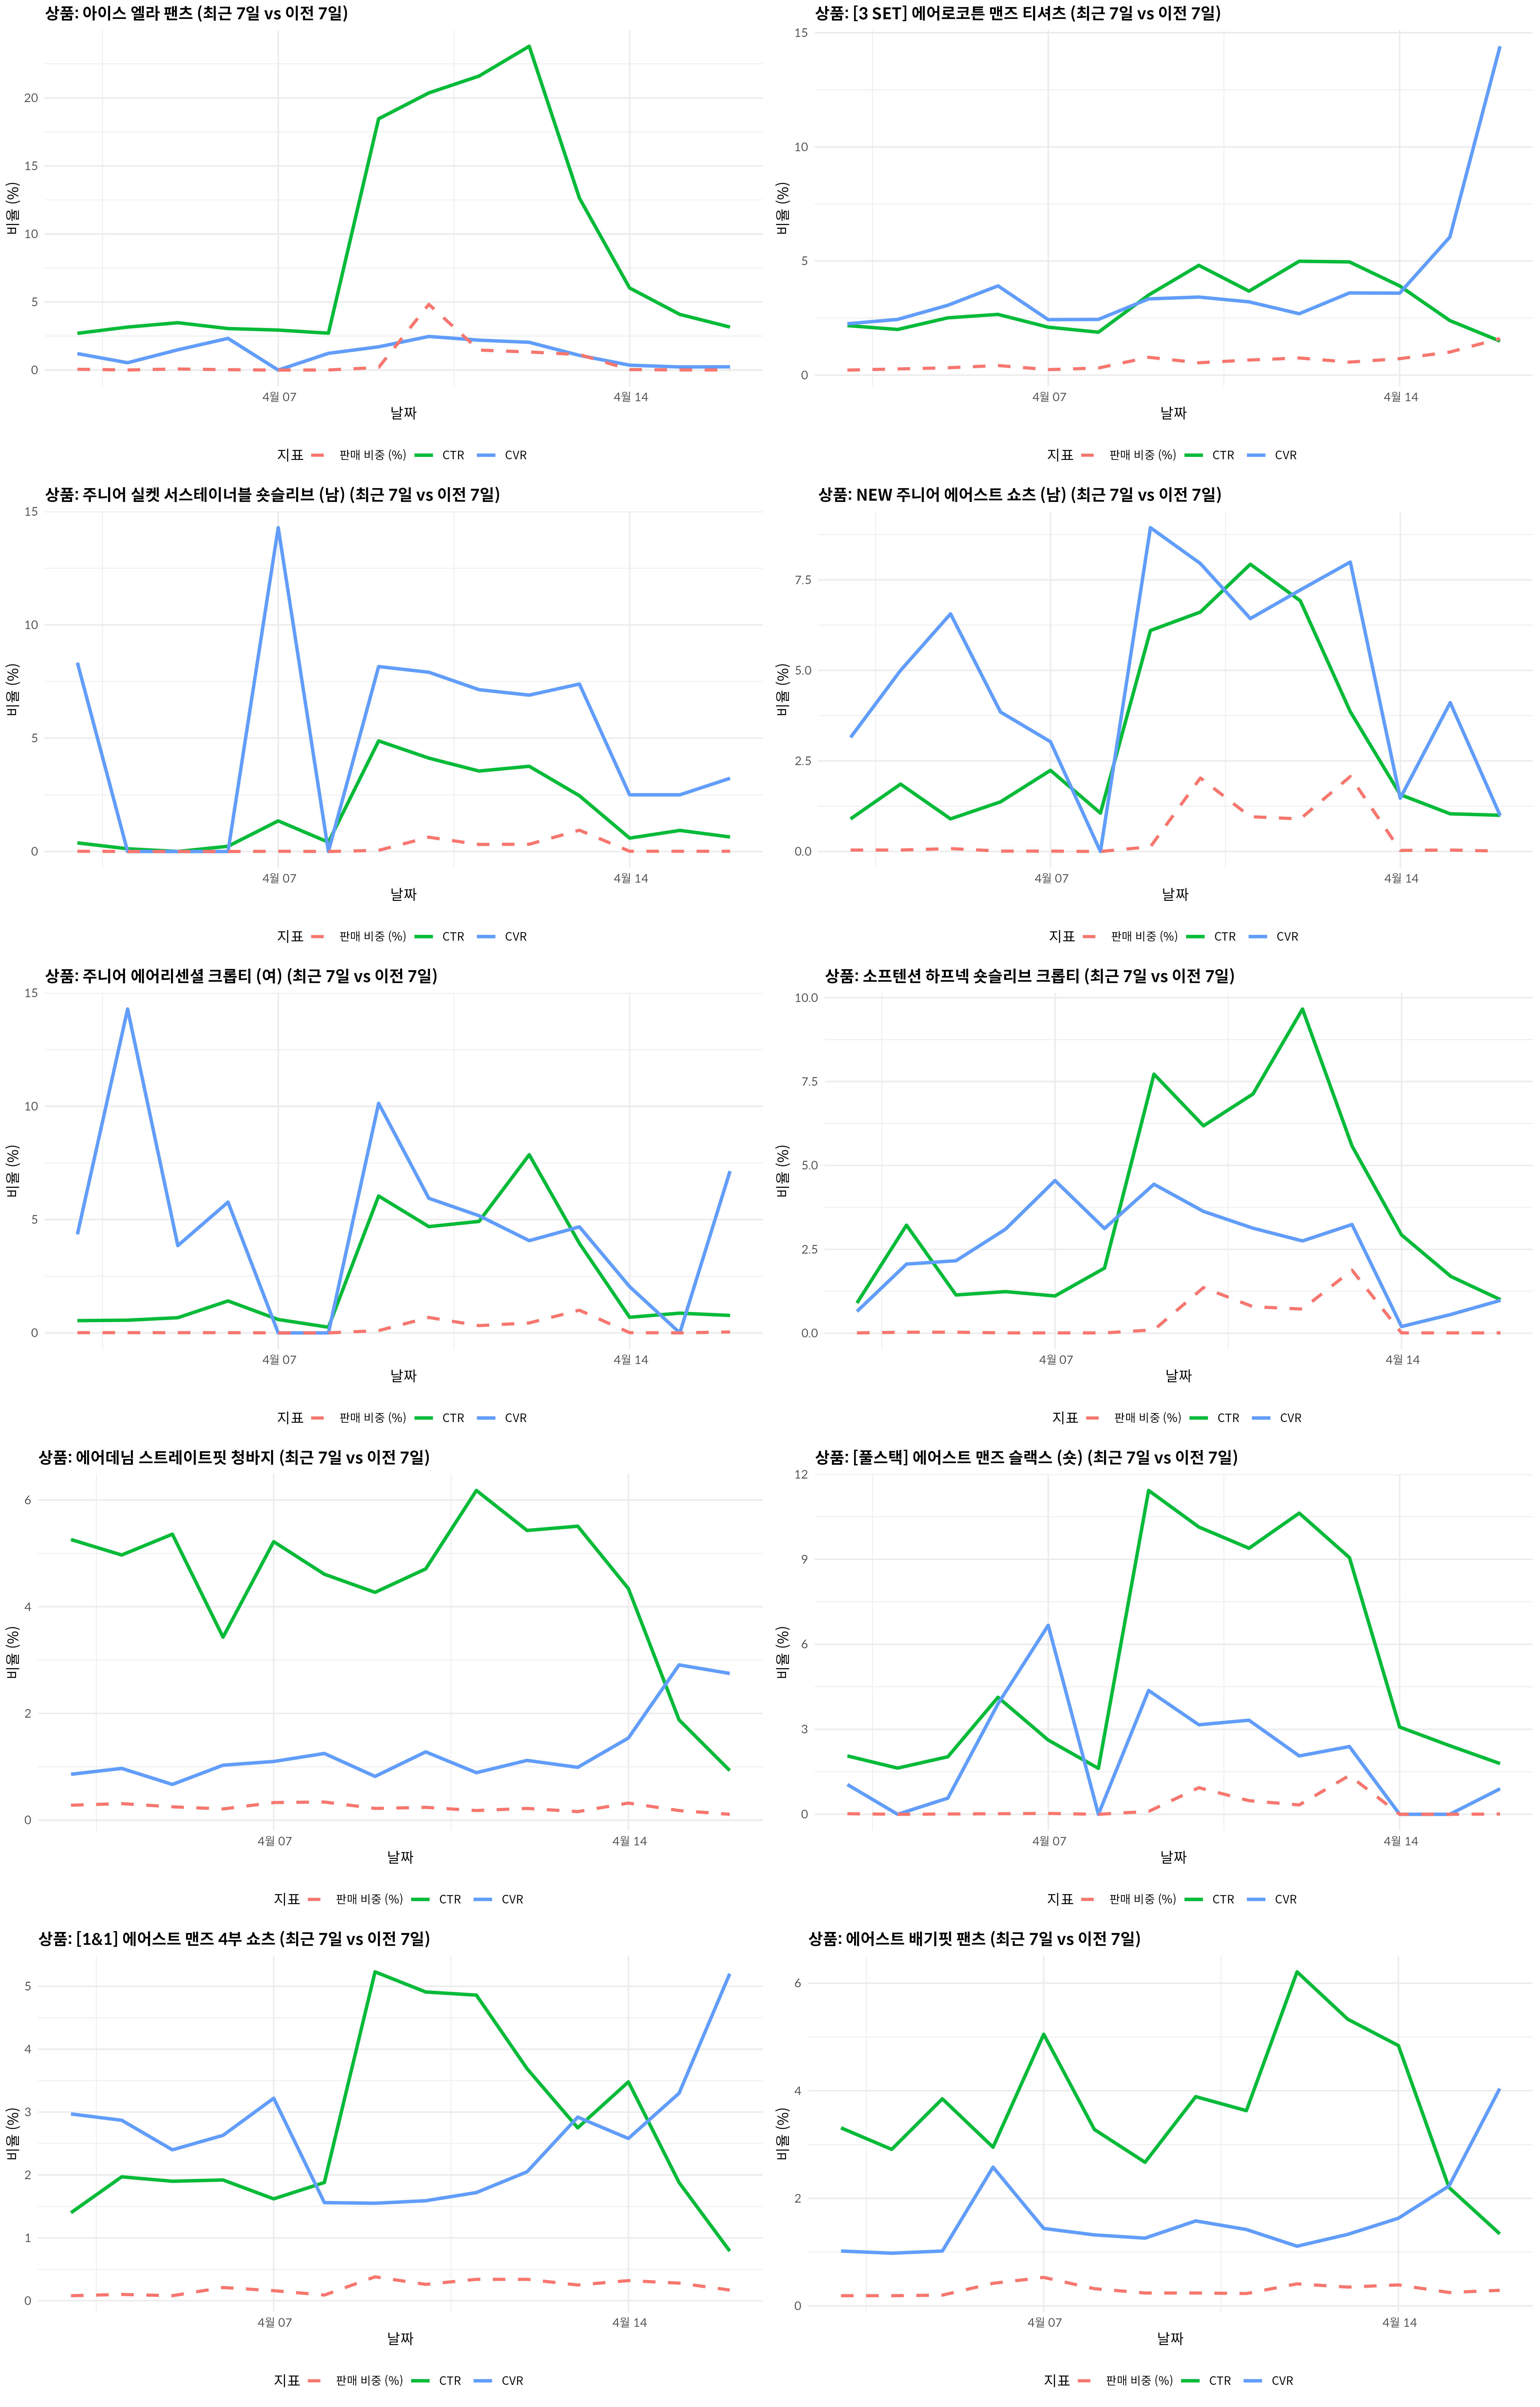 상품: 아이스 엘라 팬츠 (최근 7일 vs 이전 7일)
비율 (%)
20
15
10
5
0
4월 07
4월 14
날짜
지표 판매 비중 (%) CTR CVR
상품: [3 SET] 에어로코튼 맨즈 티셔츠 (최근 7일 vs 이전 7일)
비율 (%)
15
10
5
0
4월 07
4월 14
날짜
지표 판매 비중 (%) CTR CVR
상품: 주니어 실켓 서스테이너블 숏슬리브 (남) (최근 7일 vs 이전 7일)
비율 (%)
15
10
5
0
4월 07
4월 14
날짜
지표 판매 비중 (%) CTR CVR
상품: NEW 주니어 에어스트 쇼츠 (남) (최근 7일 vs 이전 7일)
비율 (%)
7.5
5.0
2.5
0.0
4월 07
4월 14
날짜
지표 판매 비중 (%) CTR CVR
상품: 주니어 에어리센셜 크롭티 (여) (최근 7일 vs 이전 7일)
비율 (%)
15
10
5
0
4월 07
4월 14
날짜
지표 판매 비중 (%) CTR CVR
상품: 소프텐션 하프넥 숏슬리브 크롭티 (최근 7일 vs 이전 7일)
비율 (%)
10.0
7.5
5.0
2.5
0.0
4월 07
4월 14
날짜
지표 판매 비중 (%) CTR CVR
상품: 에어데님 스트레이트핏 청바지 (최근 7일 vs 이전 7일)
비율 (%)
6
4
2
0
4월 07
4월 14
날짜
지표 판매 비중 (%) CTR CVR
상품: [풀스택] 에어스트 맨즈 슬랙스 (숏) (최근 7일 vs 이전 7일)
비율 (%)
12
9
6
3
0
4월 07
4월 14
날짜
지표 판매 비중 (%) CTR CVR
상품: [1&1] 에어스트 맨즈 4부 쇼츠 (최근 7일 vs 이전 7일)
비율 (%)
5
4
3
2
1
0
4월 07
4월 14
날짜
지표 판매 비중 (%) CTR CVR
상품: 에어스트 배기핏 팬츠 (최근 7일 vs 이전 7일)
비율 (%)
6
4
2
0
4월 07
4월 14
날짜
지표 판매 비중 (%) CTR CVR